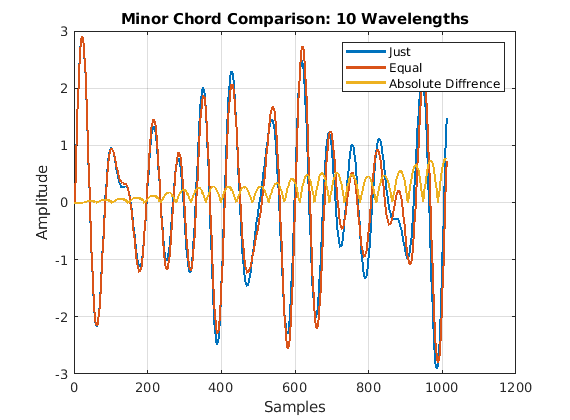 Minor Chord Comparison: 10 Wavelengths
3
2
1
0
-1
-2
-3
Amplitude
Just
Equal
Absolute Diffrence
0 200 400 600 800 1000 1200
Samples